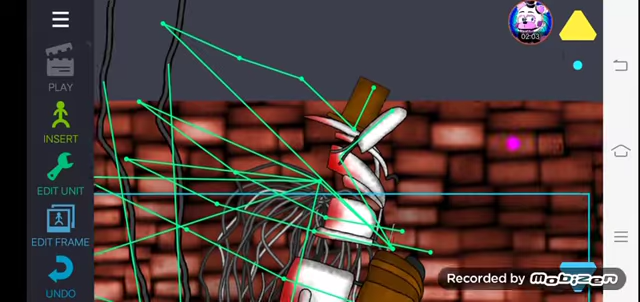 02:03
PLAY
INSERT
EDIT UNIT
EDIT FRAME
UNDO
Recorded by MOBIZEN